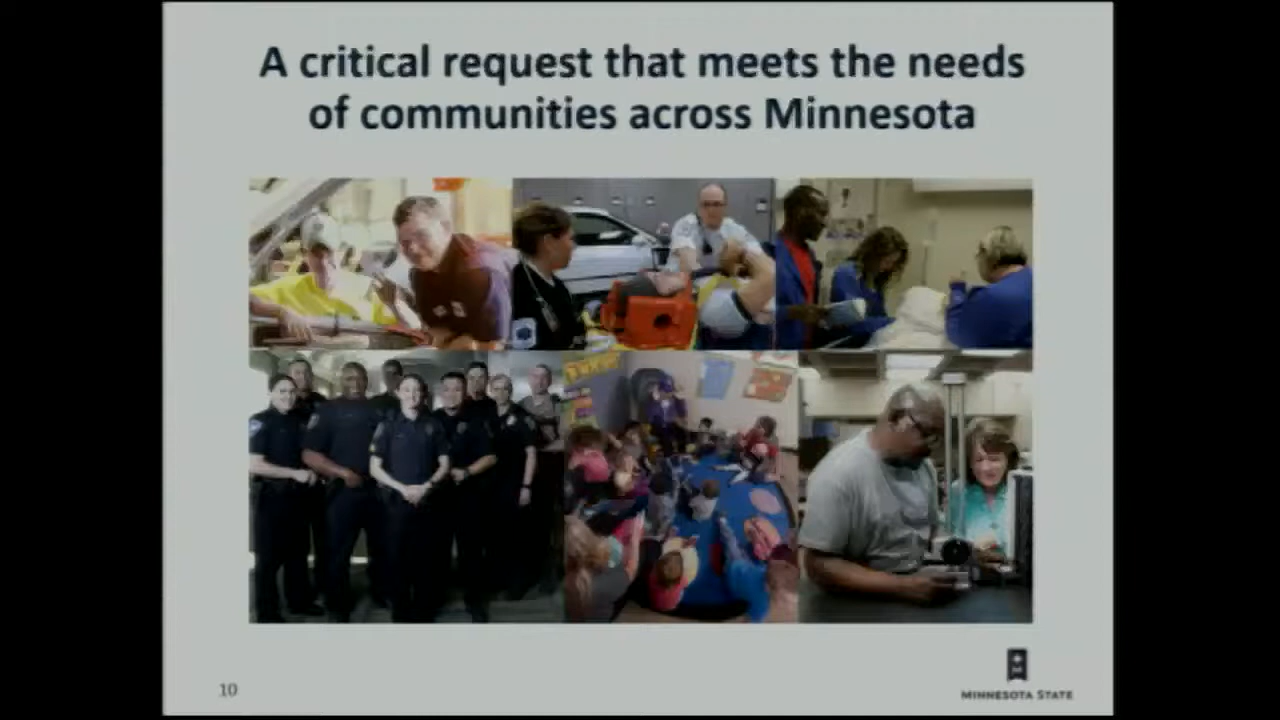 A critical request that meets the needs
of communities across Minnesota
10
MINNESOTA STATE